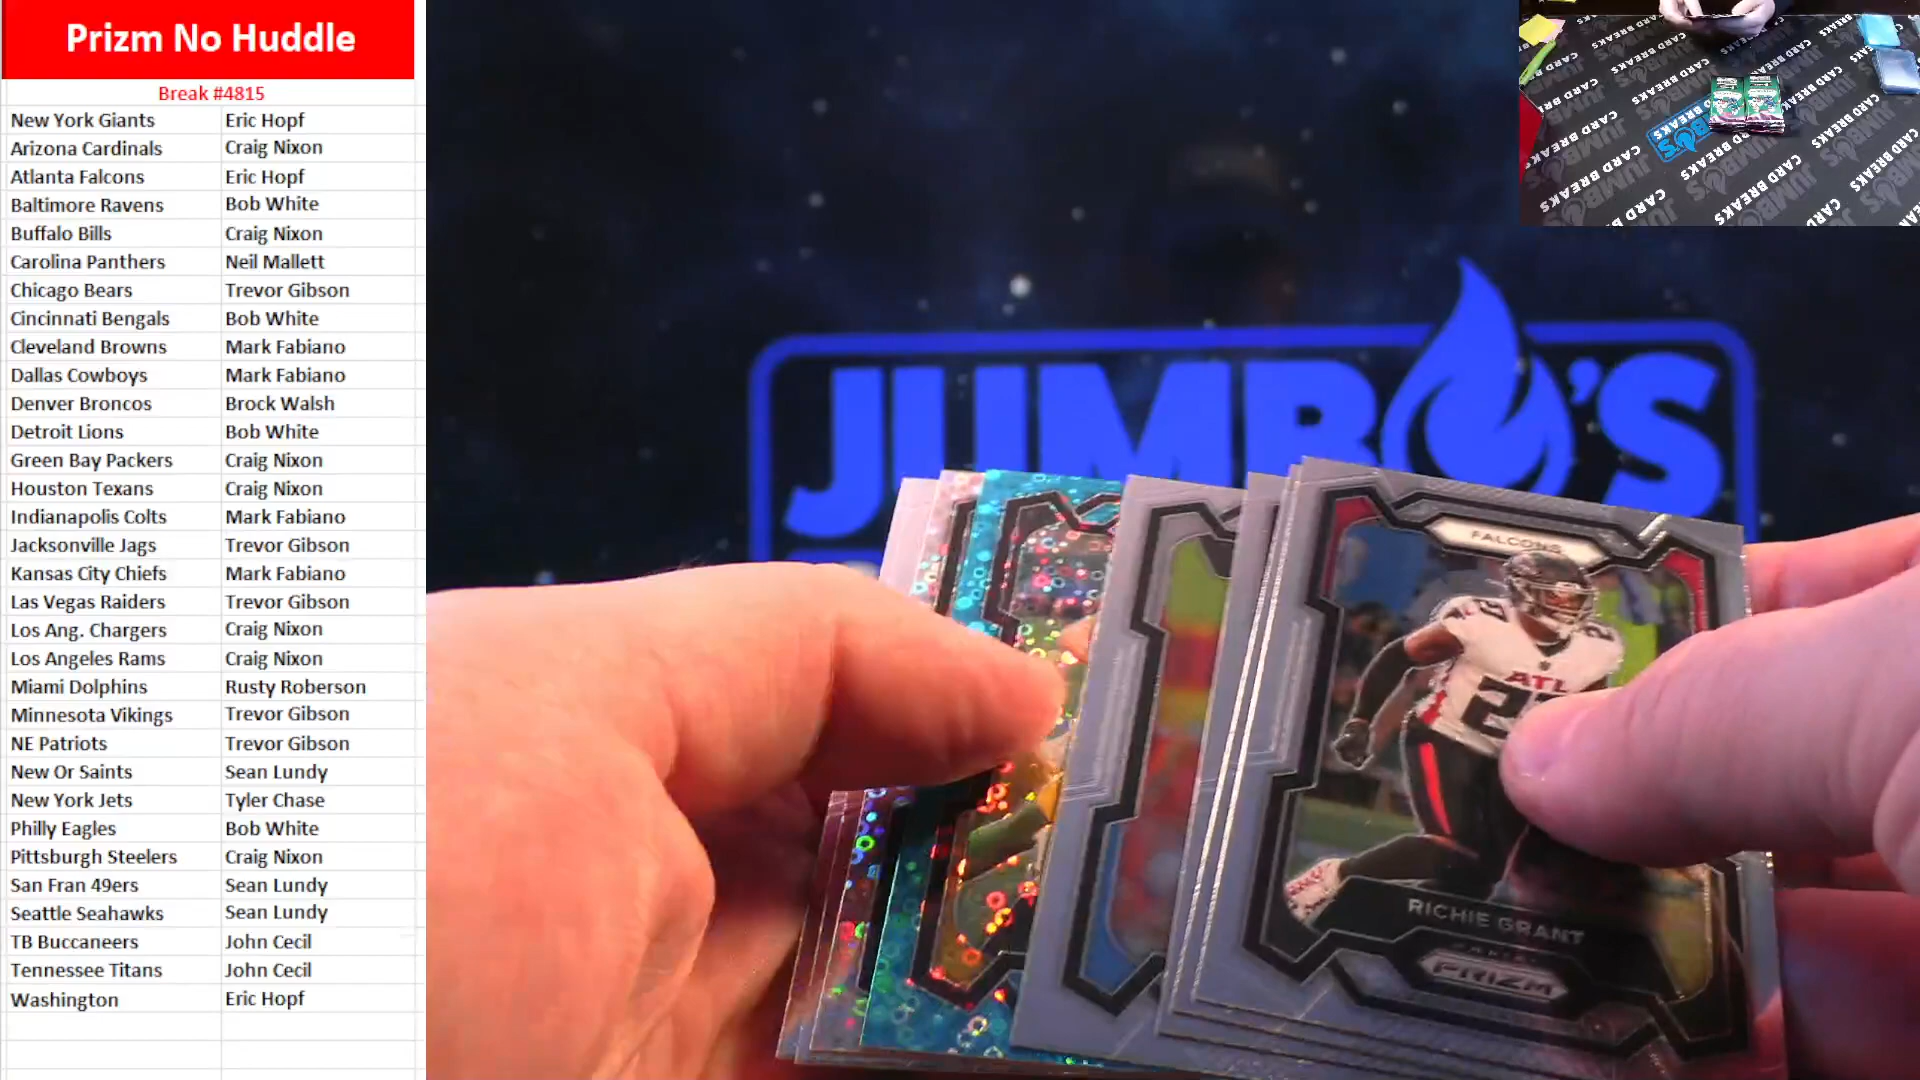 Prizm No Huddle
Break #4815
New York Giants Eric Hopf
Arizona Cardinals Craig Nixon
Atlanta Falcons Eric Hopf
Baltimore Ravens Bob White
Buffalo Bills Craig Nixon
Carolina Panthers Neil Mallett
Chicago Bears Trevor Gibson
Cincinnati Bengals Bob White
Cleveland Browns Mark Fabiano
Dallas Cowboys Mark Fabiano
Denver Broncos Brock Walsh
Detroit Lions Bob White
Green Bay Packers Craig Nixon
Houston Texans Craig Nixon
Indianapolis Colts Mark Fabiano
Jacksonville Jags Trevor Gibson
Kansas City Chiefs Mark Fabiano
Las Vegas Raiders Trevor Gibson
Los Ang. Chargers Craig Nixon
Los Angeles Rams Craig Nixon
Miami Dolphins Rusty Roberson
Minnesota Vikings Trevor Gibson
NE Patriots Trevor Gibson
New Or Saints Sean Lundy
New York Jets Tyler Chase
Philly Eagles Bob White
Pittsburgh Steelers Craig Nixon
San Fran 49ers Sean Lundy
Seattle Seahawks Sean Lundy
TB Buccaneers John Cecil
Tennessee Titans John Cecil
Washington Eric Hopf
JUMBO'S
FALCONS
ATL
RICHIE GRANT
PANINI
PRIZM
JUMBO'S
CARD BREAKS